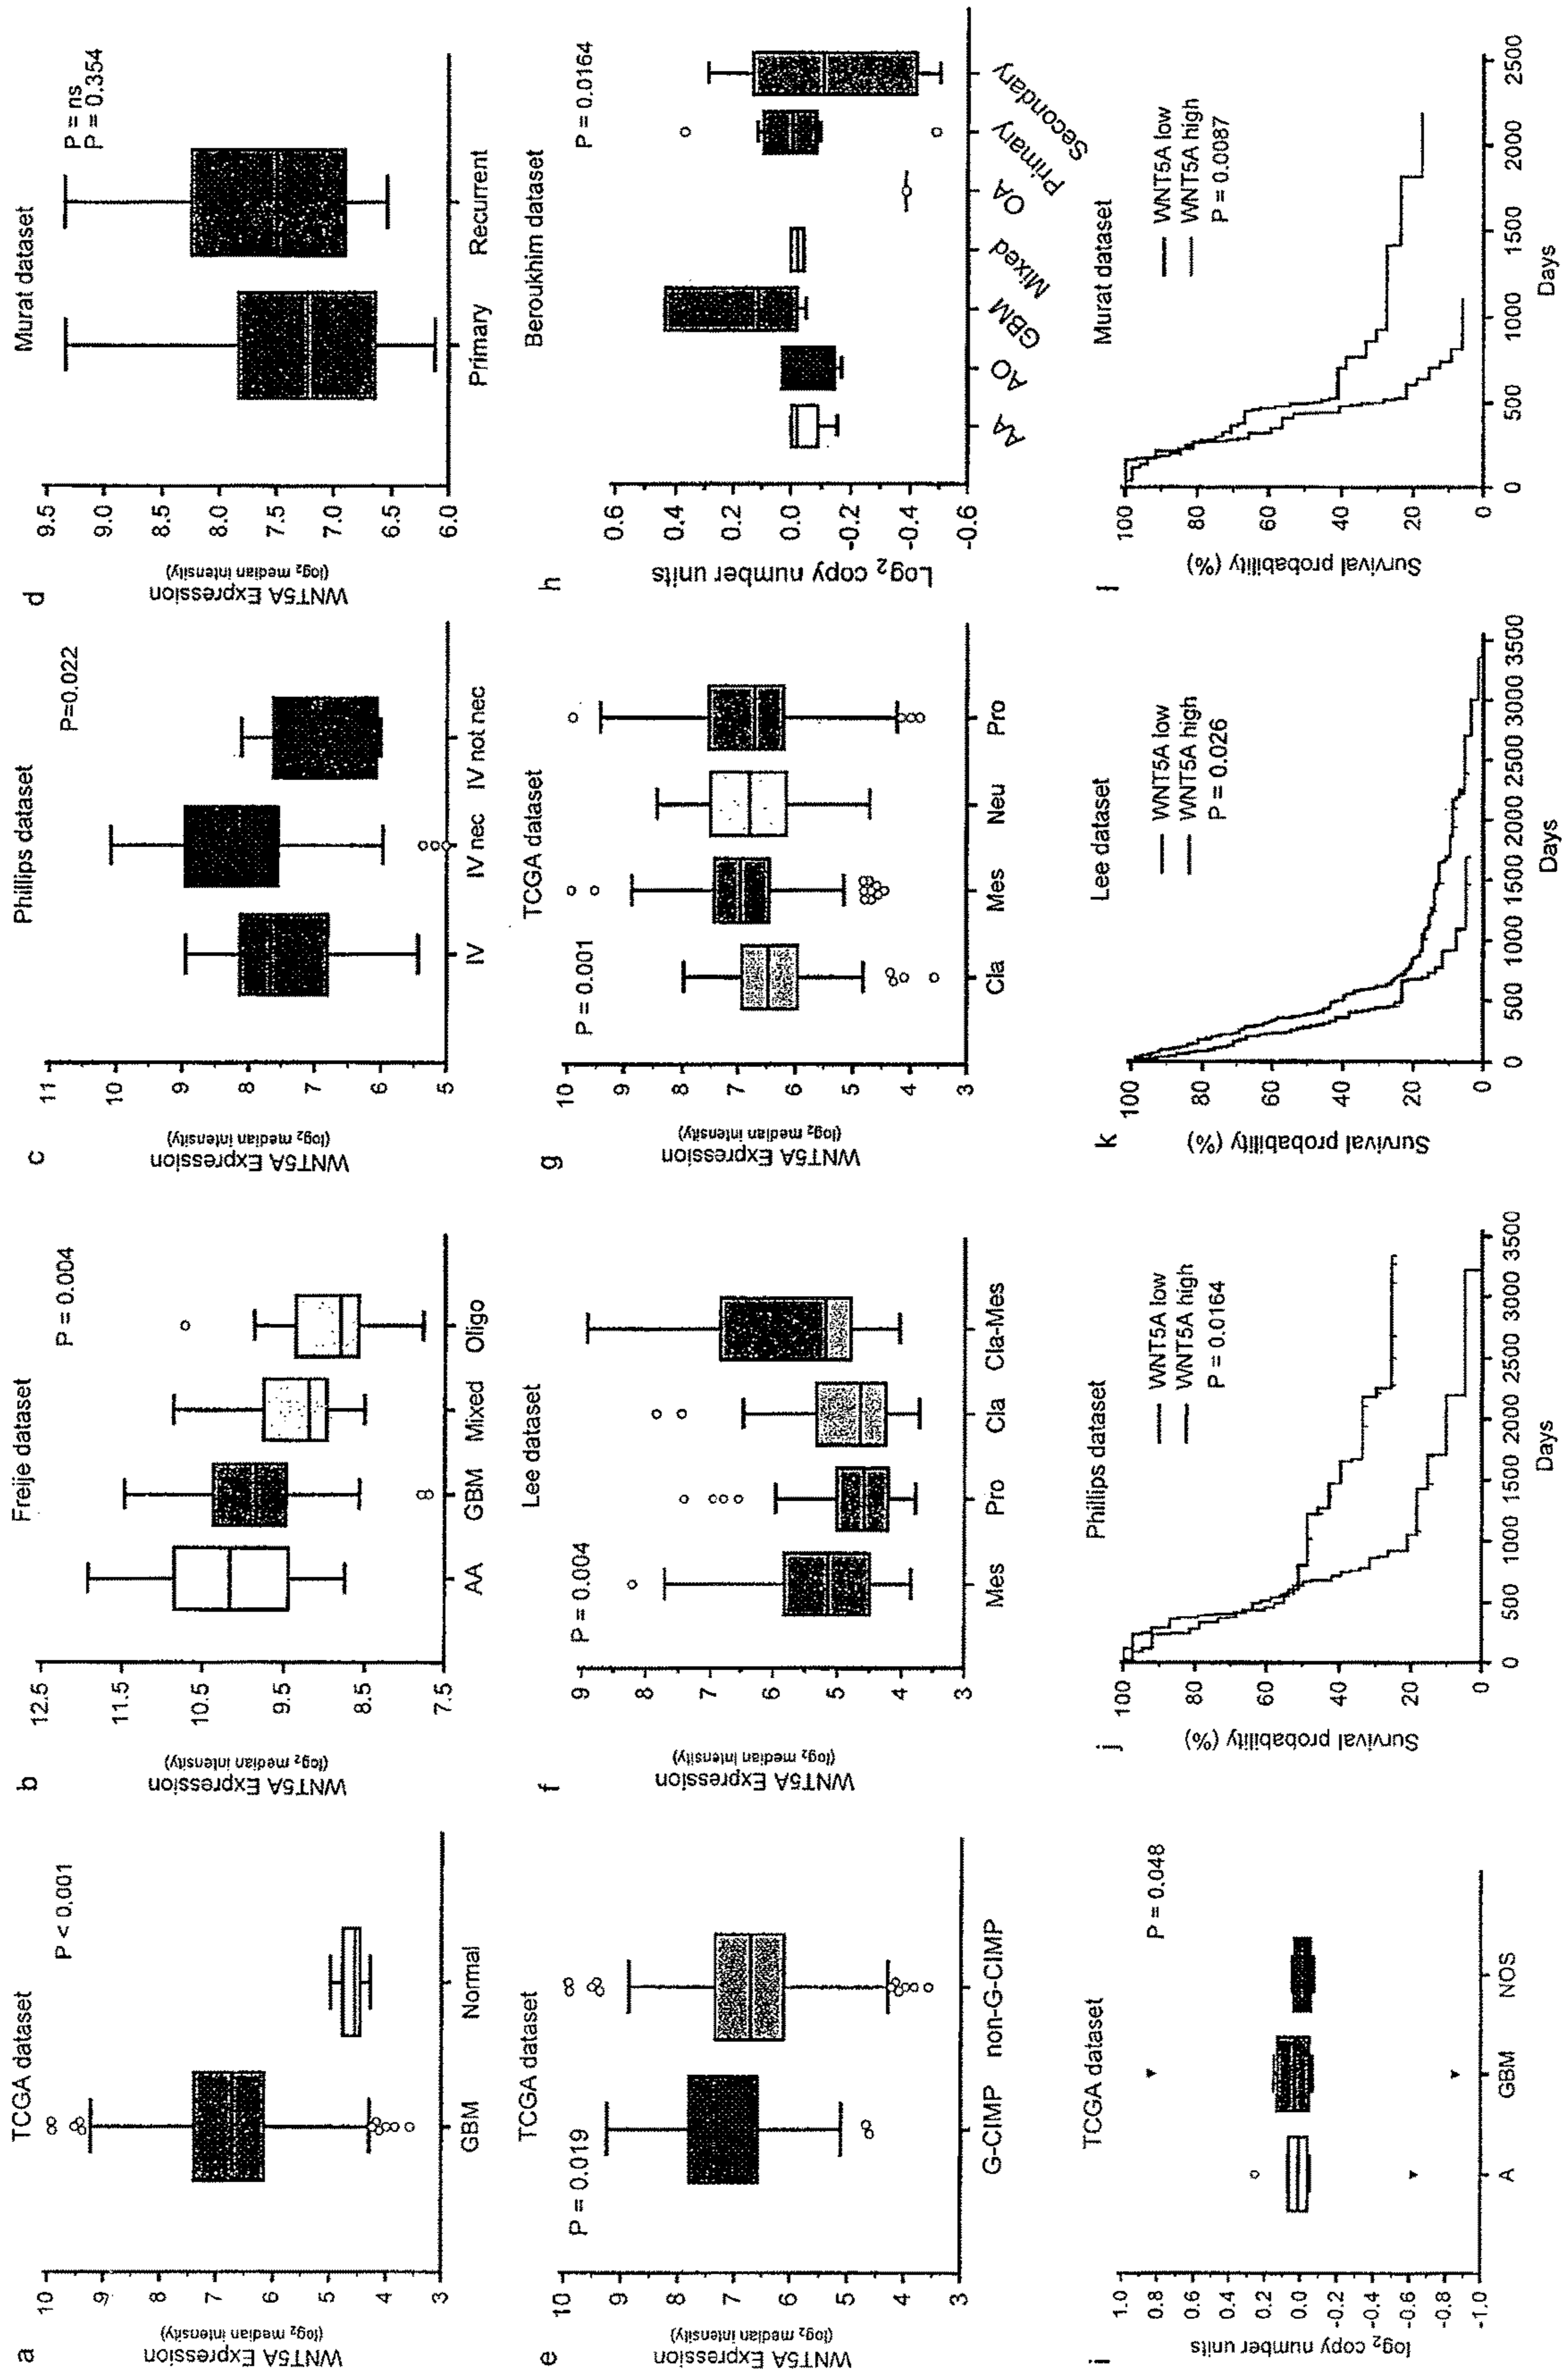 a
TCGA dataset
P < 0.001
WNT5A Expression
(log2 median intensity)
10
9
8
7
6
5
4
3
GBM
Normal
b
Freije dataset
P = 0.004
WNT5A Expression
(log2 median intensity)
12.5
11.5
10.5
9.5
8.5
7.5
AA
GBM
Mixed
Oligo
c
Phillips dataset
P=0.022
WNT5A Expression
(log2 median intensity)
11
10
9
8
7
6
5
IV
IV nec
IV not nec
d
Murat dataset
P = ns
P = 0.354
WNT5A Expression
(log2 median intensity)
9.5
9.0
8.5
8.0
7.5
7.0
6.5
6.0
Primary
Recurrent
e
TCGA dataset
P = 0.019
WNT5A Expression
(log2 median intensity)
10
9
8
7
6
5
4
3
G-CIMP
non-G-CIMP
f
Lee dataset
P = 0.004
WNT5A Expression
(log2 median intensity)
9
8
7
6
5
4
3
Mes
Pro
Cla
Cla-Mes
g
TCGA dataset
P = 0.001
WNT5A Expression
(log2 median intensity)
10
9
8
7
6
5
4
3
Cla
Mes
Neu
Pro
h
Beroukhim dataset
P = 0.0164
Log2 copy number units
0.6
0.4
0.2
0.0
-0.2
-0.4
-0.6
AA
AO
GBM
Mixed
OA
Primary
Secondary
i
TCGA dataset
P = 0.048
log2 copy number units
1.0
0.8
0.6
0.4
0.2
0.0
-0.2
-0.4
-0.6
-0.8
-1.0
A
GBM
NOS
j
Phillips dataset
WNT5A low
WNT5A high
P = 0.0164
Survival probability (%)
100
80
60
40
20
0
0 500 1000 1500 2000 2500 3000 3500
Days
k
Lee dataset
WNT5A low
WNT5A high
P = 0.026
Survival probability (%)
100
80
60
40
20
0
0 500 1000 1500 2000 2500 3000 3500
Days
l
Murat dataset
WNT5A low
WNT5A high
P = 0.0087
Survival probability (%)
100
80
60
40
20
0
0 500 1000 1500 2000 2500
Days